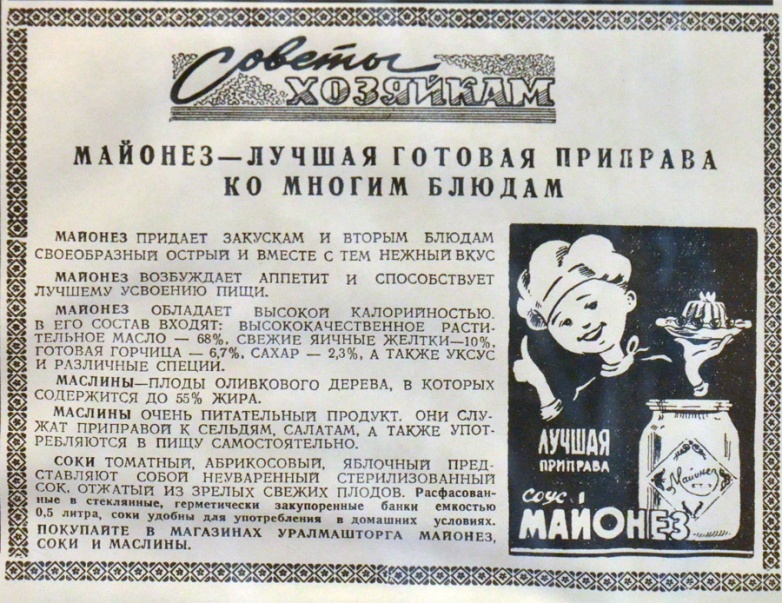 Советы
ХОЗЯЙКАМ
МАЙОНЕЗ—ЛУЧШАЯ ГОТОВАЯ ПРИПРАВА
КО МНОГИМ БЛЮДАМ
МАЙОНЕЗ ПРИДАЕТ ЗАКУСКАМ И ВТОРЫМ БЛЮДАМ
СВОЕОБРАЗНЫЙ ОСТРЫЙ И ВМЕСТЕ С ТЕМ НЕЖНЫЙ ВКУС
МАЙОНЕЗ ВОЗБУЖДАЕТ АППЕТИТ И СПОСОБСТВУЕТ
ЛУЧШЕМУ УСВОЕНИЮ ПИЩИ.
МАЙОНЕЗ ОБЛАДАЕТ ВЫСОКОЙ КАЛОРИЙНОСТЬЮ.
В ЕГО СОСТАВ ВХОДЯТ: ВЫСОКОКАЧЕСТВЕННОЕ РАСТИ-
ТЕЛЬНОЕ МАСЛО — 68%, СВЕЖИЕ ЯИЧНЫЕ ЖЕЛТКИ—10%,
ГОТОВАЯ ГОРЧИЦА — 6,7%, САХАР — 2,3%, А ТАКЖЕ УКСУС
И РАЗЛИЧНЫЕ СПЕЦИИ.
МАСЛИНЫ—ПЛОДЫ ОЛИВКОВОГО ДЕРЕВА, В КОТОРЫХ
СОДЕРЖИТСЯ ДО 55% ЖИРА.
МАСЛИНЫ ОЧЕНЬ ПИТАТЕЛЬНЫЙ ПРОДУКТ. ОНИ СЛУ-
ЖАТ ПРИПРАВОЙ К СЕЛЬДЯМ, САЛАТАМ, А ТАКЖЕ УПОТ-
РЕБЛЯЮТСЯ В ПИЩУ САМОСТОЯТЕЛЬНО.
СОКИ ТОМАТНЫЙ, АБРИКОСОВЫЙ, ЯБЛОЧНЫЙ ПРЕД-
СТАВЛЯЮТ СОБОЙ НЕУВАРЕННЫЙ СТЕРИЛИЗОВАННЫЙ
СОК, ОТЖАТЫЙ ИЗ ЗРЕЛЫХ СВЕЖИХ ПЛОДОВ. Расфасован-
ные в стеклянные, герметически закупоренные банки емкостью
0,5 литра, соки удобны для употребления в домашних условиях.
ПОКУПАЙТЕ В МАГАЗИНАХ УРАЛМАШТОРГА МАЙОНЕЗ,
СОКИ И МАСЛИНЫ.
ЛУЧШАЯ
ПРИПРАВА
Майонез
соус
МАЙОНЕЗ